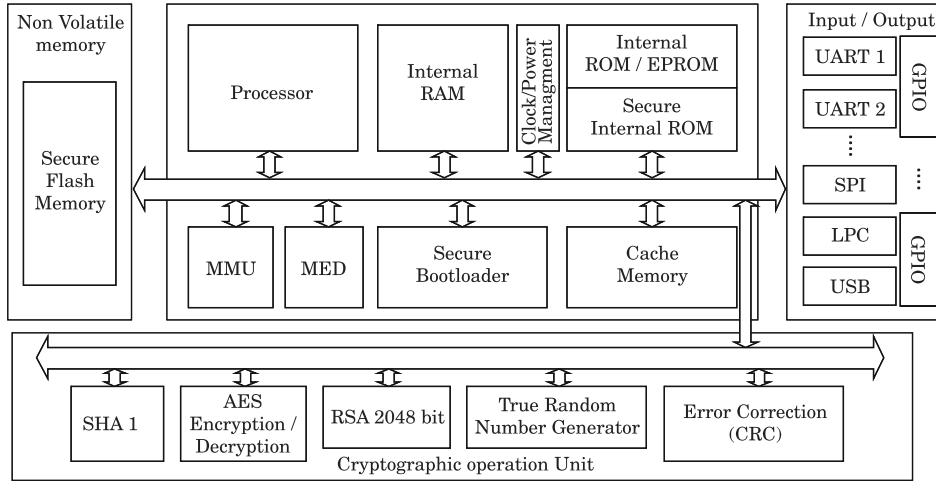 Non Volatile
memory
Secure
Flash
Memory
Processor
Internal
RAM
Clock/Power
Managment
Internal
ROM / EPROM
Secure
Internal ROM
MMU
MED
Secure
Bootloader
Cache
Memory
Input / Output
UART 1
UART 2
....
SPI
LPC
USB
GPIO
....
GPIO
SHA 1
AES
Encryption /
Decryption
RSA 2048 bit
True Random
Number Generator
Error Correction
(CRC)
Cryptographic operation Unit